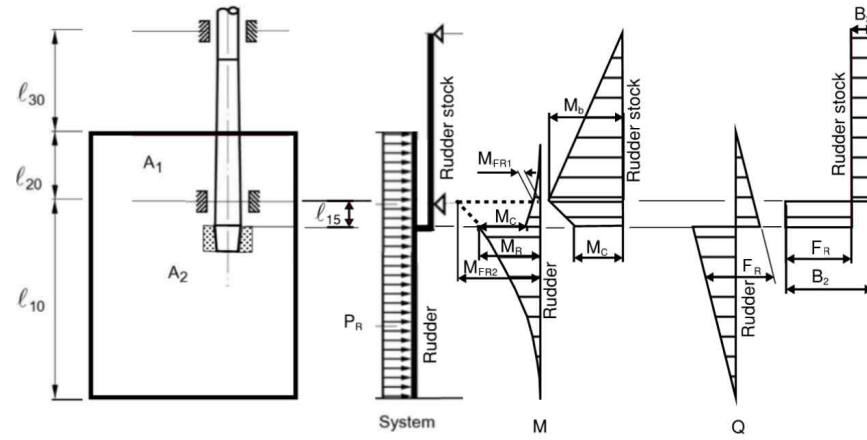 ℓ30
ℓ20
ℓ10
A1
A2
ℓ15
PR
Rudder stock
Rudder
System
Mb
MFR1
MC
MR
MFR2
MC
Rudder stock
Rudder
M
FR
Rudder
Q
B
Rudder stock
FR
B2